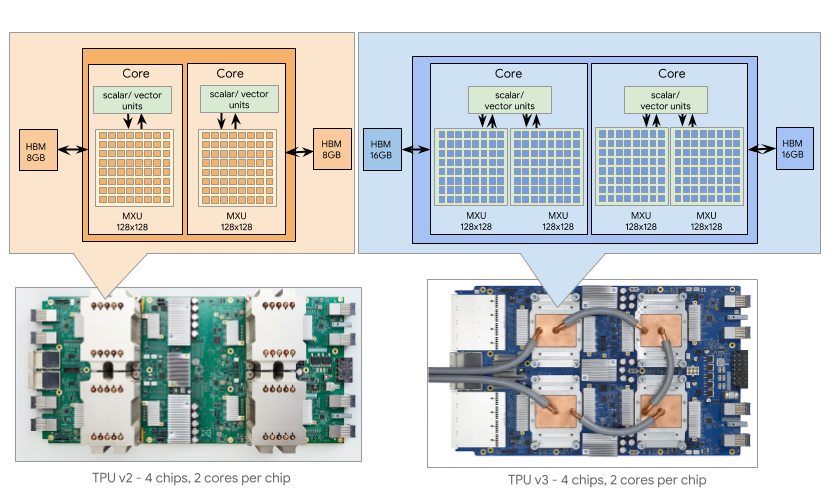 Core
Core
scalar/ vector
units
scalar/ vector
units
HBM
8GB
HBM
8GB
MXU
128x128
MXU
128x128
Core
Core
scalar/
vector units
scalar/
vector units
HBM
16GB
HBM
16GB
MXU
128x128
MXU
128x128
MXU
128x128
MXU
128x128
TPU v2 - 4 chips, 2 cores per chip
TPU v3 - 4 chips, 2 cores per chip